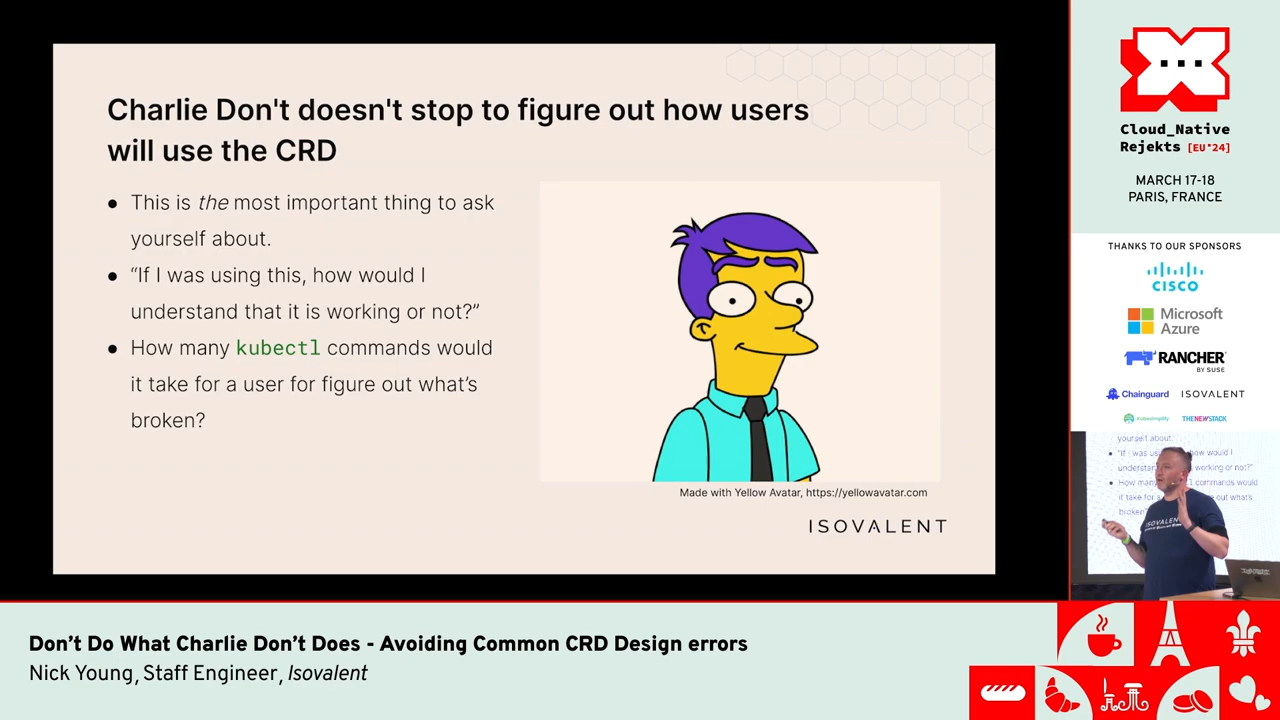 Charlie Don't doesn't stop to figure out how users
will use the CRD
● This is the most important thing to ask
yourself about.
● “If I was using this, how would I
understand that it is working or not?”
● How many kubectl commands would
it take for a user for figure out what's
broken?
Made with Yellow Avatar, https://yellowavatar.com
ISOVALENT
Cloud_Native
Rejekts [EU'24]
MARCH 17-18
PARIS, FRANCE
THANKS TO OUR SPONSORS
CISCO
Microsoft
Azure
RANCHER
BY SUSE
Chainguard ISOVALENT
kubesimplify THENEWSTACK
yourself about.
ISOVALENT
Don't Do What Charlie Don't Does - Avoiding Common CRD Design errors
Nick Young, Staff Engineer, Isovalent